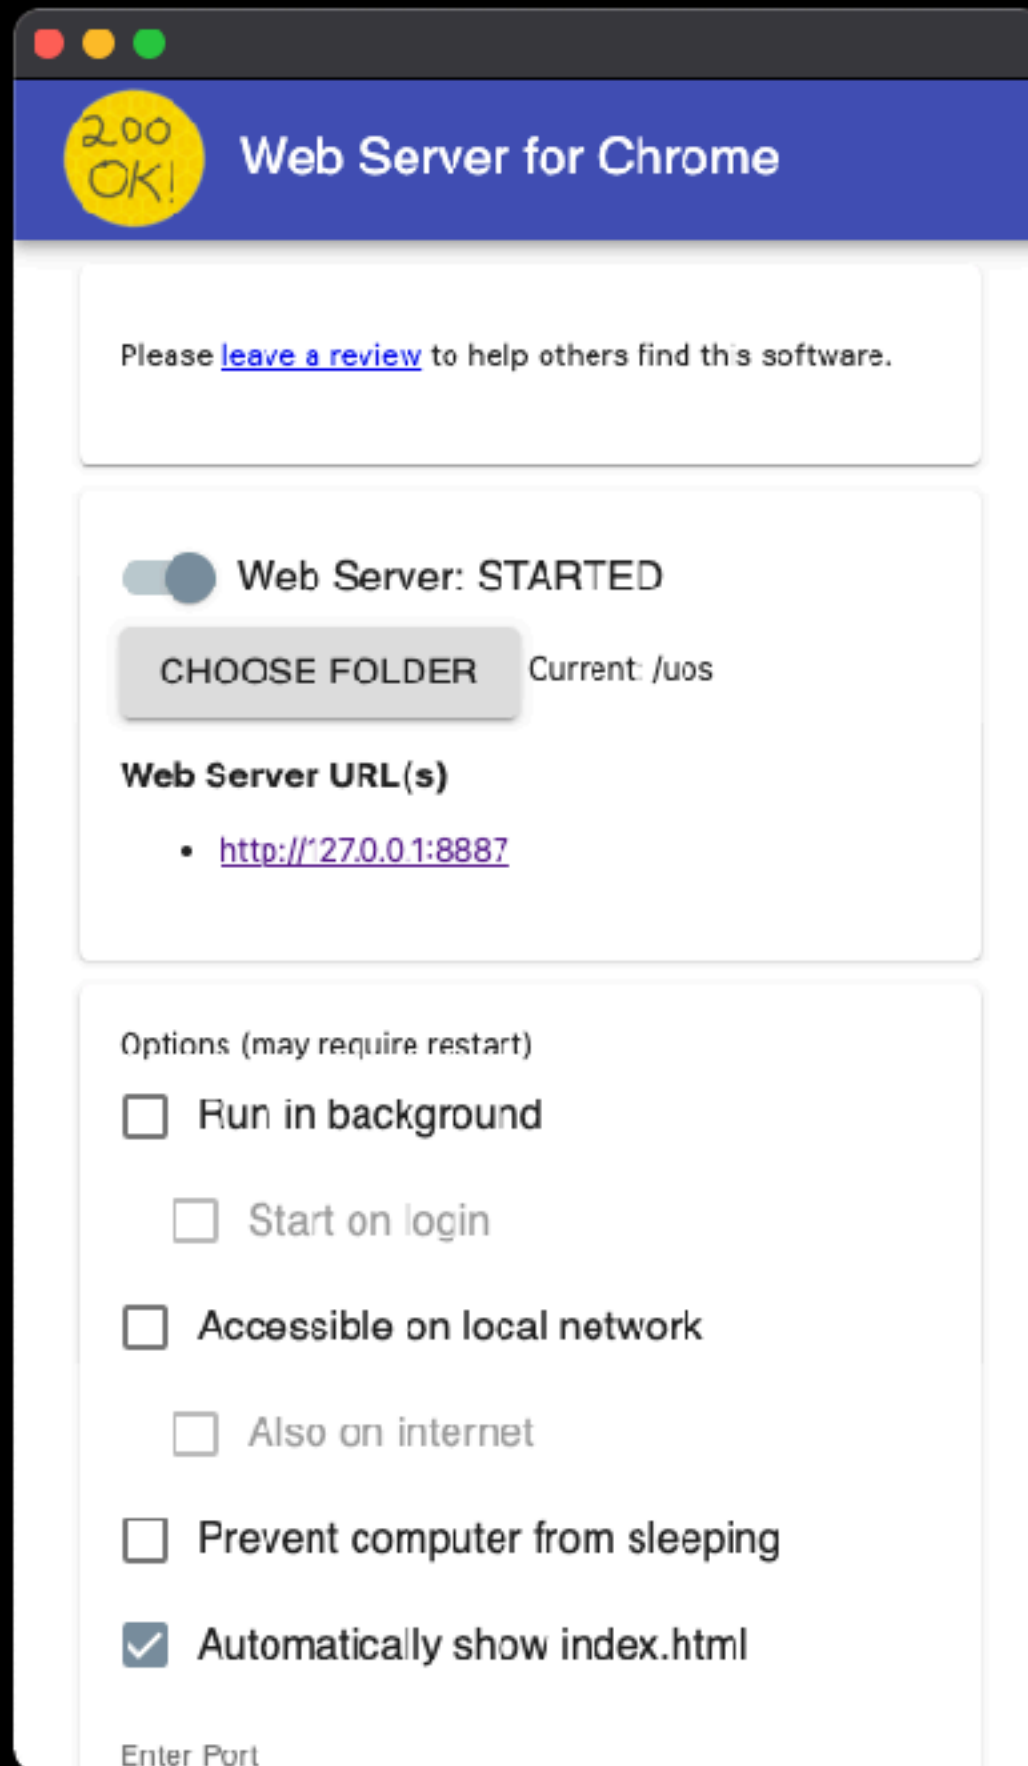 200
OK!
Web Server for Chrome
Please leave a review to help others find this software.
Web Server: STARTED
CHOOSE FOLDER Current: /uos
Web Server URL(s)
• http://127.0.0.1:8887
Options (may require restart)
Run in background
Start on login
Accessible on local network
Also on internet
Prevent computer from sleeping
Automatically show index.html
Enter Port